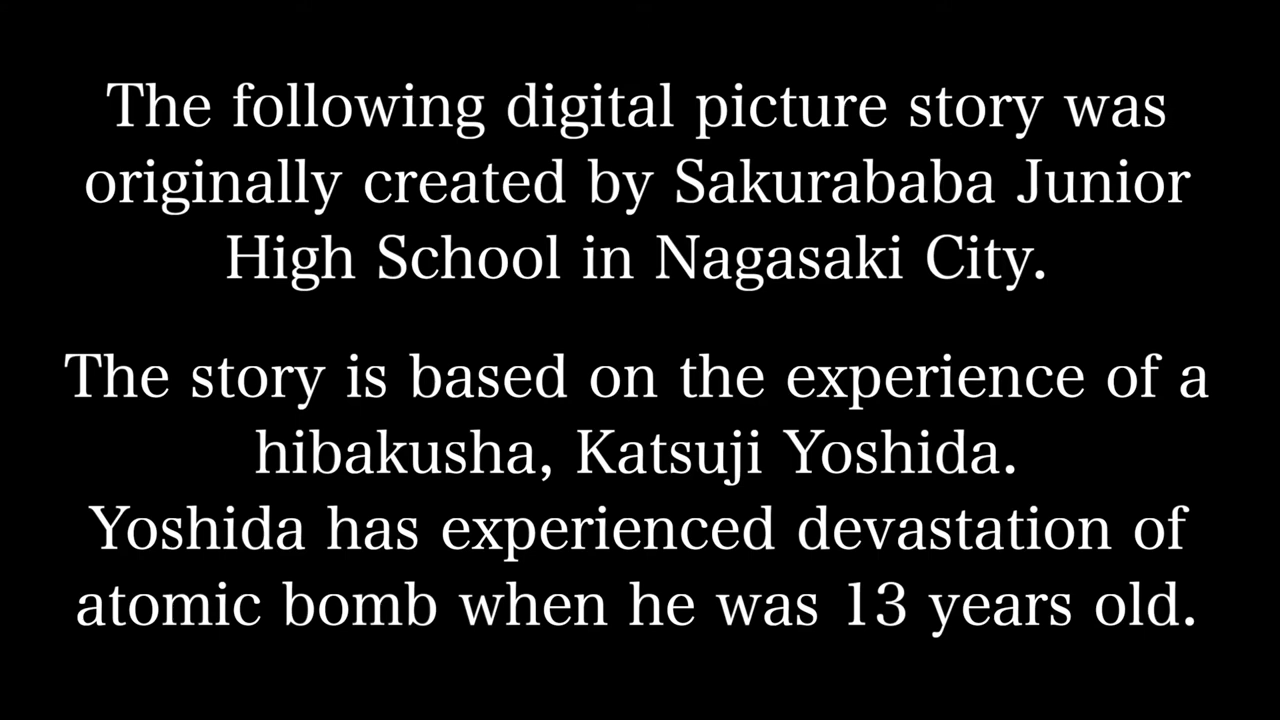 The following digital picture story was
originally created by Sakurababa Junior
High School in Nagasaki City.
The story is based on the experience of a
hibakusha, Katsuji Yoshida.
Yoshida has experienced devastation of
atomic bomb when he was 13 years old.